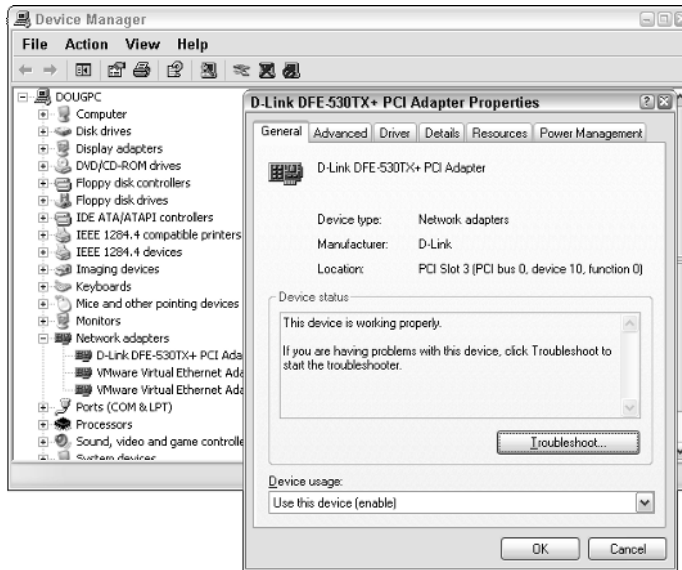 Device Manager
File Action View Help
DOUGPC
Computer
Disk drives
Display adapters
DVD/CD-ROM drives
Floppy disk controllers
Floppy disk drives
IDE ATA/ATAPI controllers
IEEE 1284.4 compatible printers
IEEE 1284.4 devices
Imaging devices
Keyboards
Mice and other pointing devices
Monitors
Network adapters
D-Link DFE-530TX+ PCI Ada
VMware Virtual Ethernet Ada
VMware Virtual Ethernet Ada
Ports (COM & LPT)
Processors
Sound, video and game controlle
System devices
D-Link DFE-530TX+ PCI Adapter Properties
General Advanced Driver Details Resources Power Management
D-Link DFE-530TX+ PCI Adapter
Device type: Network adapters
Manufacturer: D-Link
Location: PCI Slot 3 (PCI bus 0, device 10, function 0)
Device status
This device is working properly.
If you are having problems with this device, click Troubleshoot to
start the troubleshooter.
Troubleshoot...
Device usage:
Use this device (enable)
OK Cancel